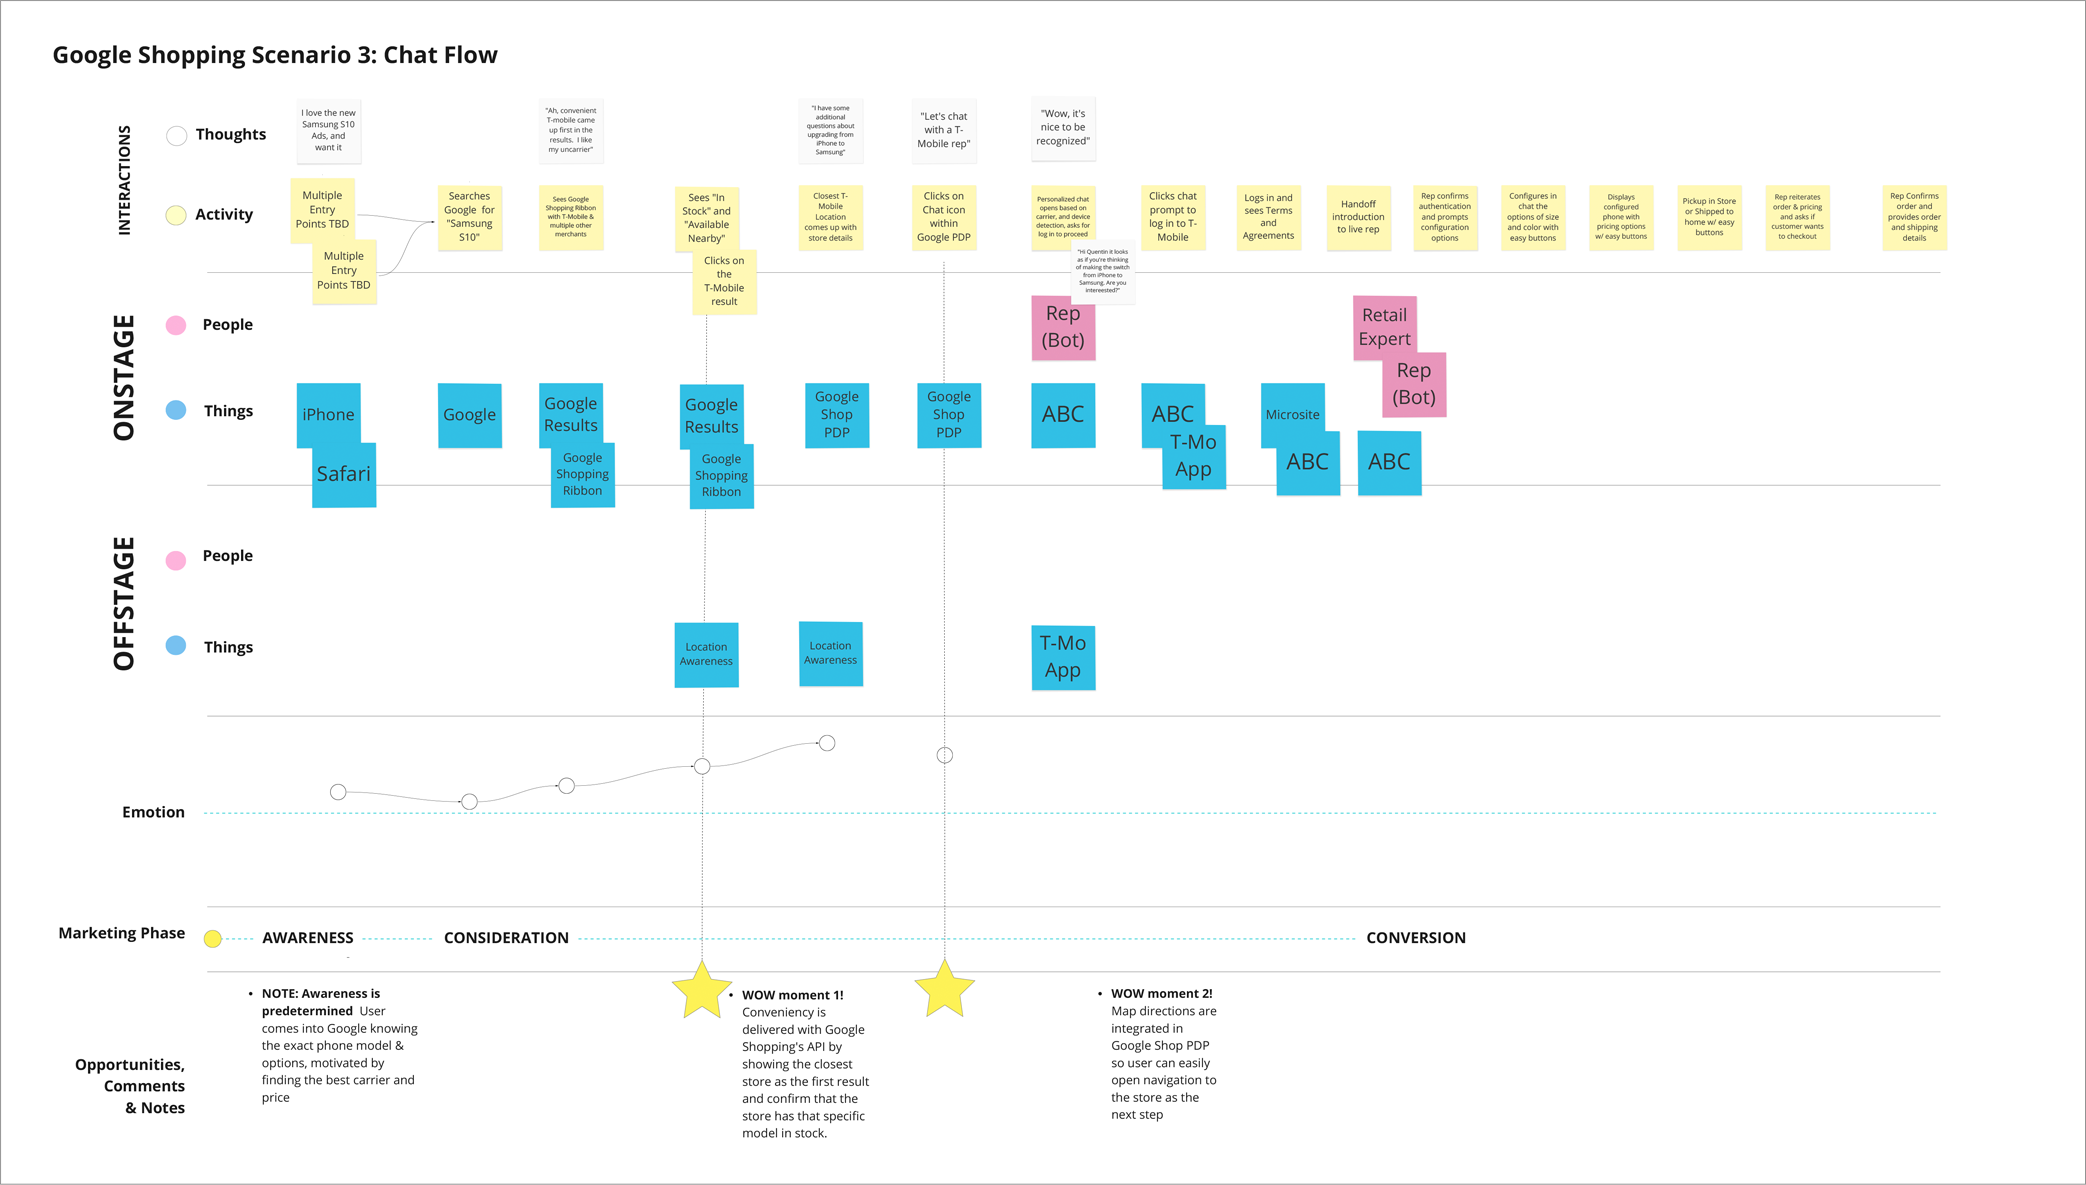 Google Shopping Scenario 3: Chat Flow
INTERACTIONS
Thoughts
I love the new
Samsung S10
Ads, and
want it
"Ah, convenient
T-mobile came
up first in the
results. I like
my uncarrier"
"I have some
additional
questions about
upgrading from
iPhone to
Samsung"
"Let's chat
with a T-
Mobile rep"
"Wow, it's
nice to be
recognized"
Activity
Multiple
Entry
Points TBD
Multiple
Entry
Points TBD
Searches
Google for
"Samsung
S10"
Sees Google
Shopping Ribbon
with T-Mobile &
multiple other
merchants
Sees "In
Stock" and
"Available
Nearby"
Clicks on
the
T-Mobile
result
Closest T-
Mobile
Location
comes up with
store details
Clicks on
Chat icon
within
Google PDP
Personalized chat
opens based on
carrier, and device
detection, asks for
log in to proceed
"Hi Quentin it looks
as if you're thinking
of making the switch
from iPhone to
Samsung. Are you
intereested?"
Clicks chat
prompt to
log in to T-
Mobile
Logs in and
sees Terms
and
Agreements
Handoff
introduction
to live rep
Rep confirms
authentication
and prompts
configuration
options
Configures in
chat the
options of size
and color with
easy buttons
Displays
configured
phone with
pricing options
w/ easy buttons
Pickup in Store
or Shipped to
home w/ easy
buttons
Rep reiterates
order & pricing
and asks if
customer wants
to checkout
Rep Confirms
order and
provides order
and shipping
details
ONSTAGE
People
Rep
(Bot)
Retail
Expert
Rep
(Bot)
Things
iPhone
Safari
Google
Google
Results
Google
Shopping
Ribbon
Google
Results
Google
Shopping
Ribbon
Google
Shop
PDP
Google
Shop
PDP
ABC
ABC
T-Mo
App
Microsite
ABC
ABC
OFFSTAGE
People
Things
Location
Awareness
Location
Awareness
T-Mo
App
Emotion
Marketing Phase
AWARENESS
CONSIDERATION
CONVERSION
Opportunities,
Comments
& Notes
• NOTE: Awareness is
predetermined User
comes into Google knowing
the exact phone model &
options, motivated by
finding the best carrier and
price
• WOW moment 1!
Conveniency is
delivered with Google
Shopping's API by
showing the closest
store as the first result
and confirm that the
store has that specific
model in stock.
• WOW moment 2!
Map directions are
integrated in
Google Shop PDP
so user can easily
open navigation to
the store as the
next step